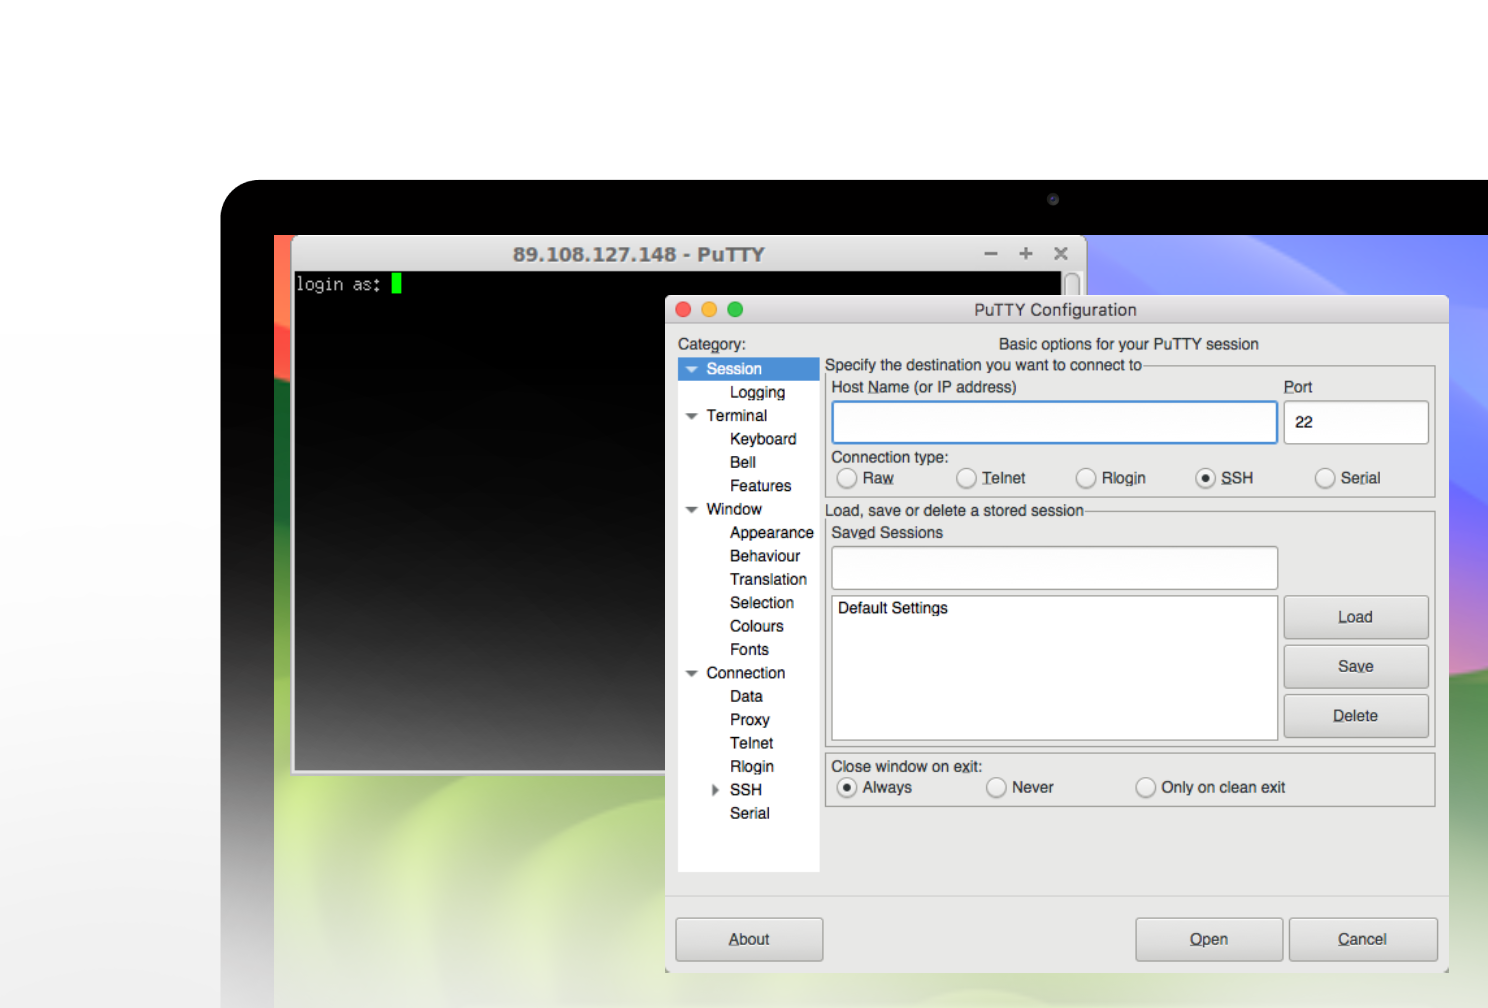 89.108.127.148 - PuTTY
login as:
PuTTY Configuration
Category:
Session
Logging
Terminal
Keyboard
Bell
Features
Window
Appearance
Behaviour
Translation
Selection
Colours
Fonts
Connection
Data
Proxy
Telnet
Rlogin
SSH
Serial
Basic options for your PuTTY session
Specify the destination you want to connect to
Host Name (or IP address) Port
22
Connection type:
Raw Telnet Rlogin SSH Serial
Load, save or delete a stored session
Saved Sessions
Default Settings
Load
Save
Delete
Close window on exit:
Always Never Only on clean exit
About Open Cancel